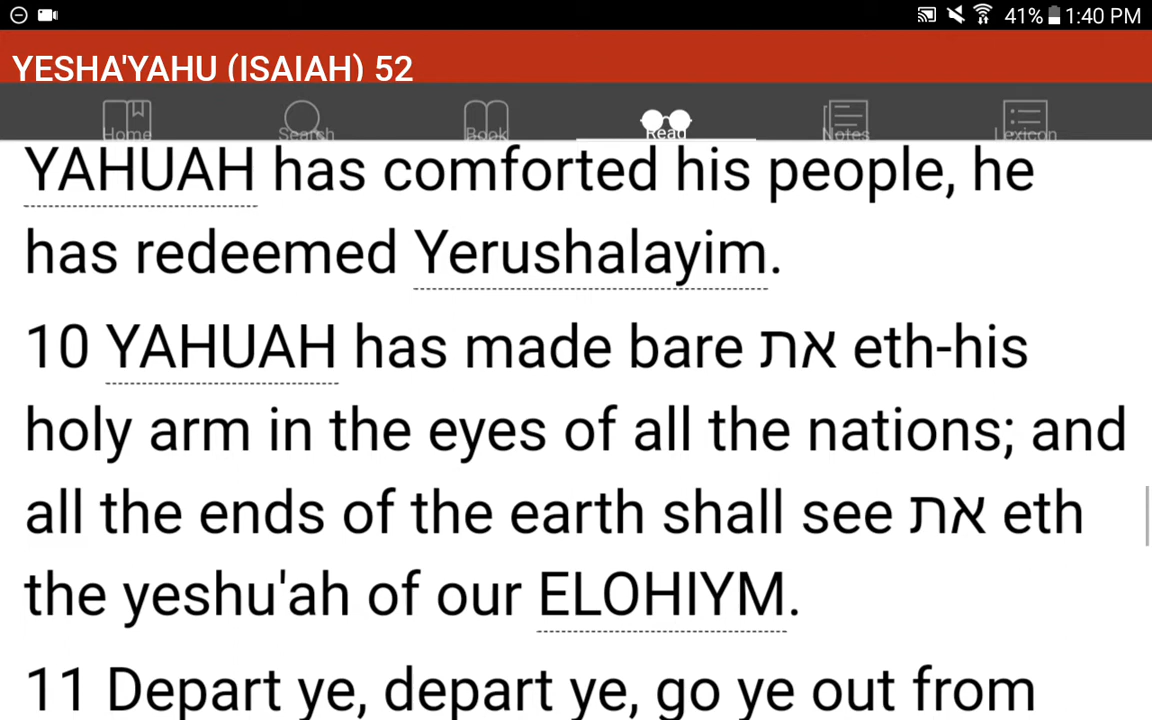 41% 1:40 PM
YESHA'YAHU (ISAIAH) 52
Home Search Book Read Notes Lexicon
YAHUAH has comforted his people, he
has redeemed Yerushalayim.
10 YAHUAH has made bare את eth-his
holy arm in the eyes of all the nations; and
all the ends of the earth shall see את eth
the yeshu'ah of our ELOHIYM.
11 Depart ye, depart ye, go ye out from